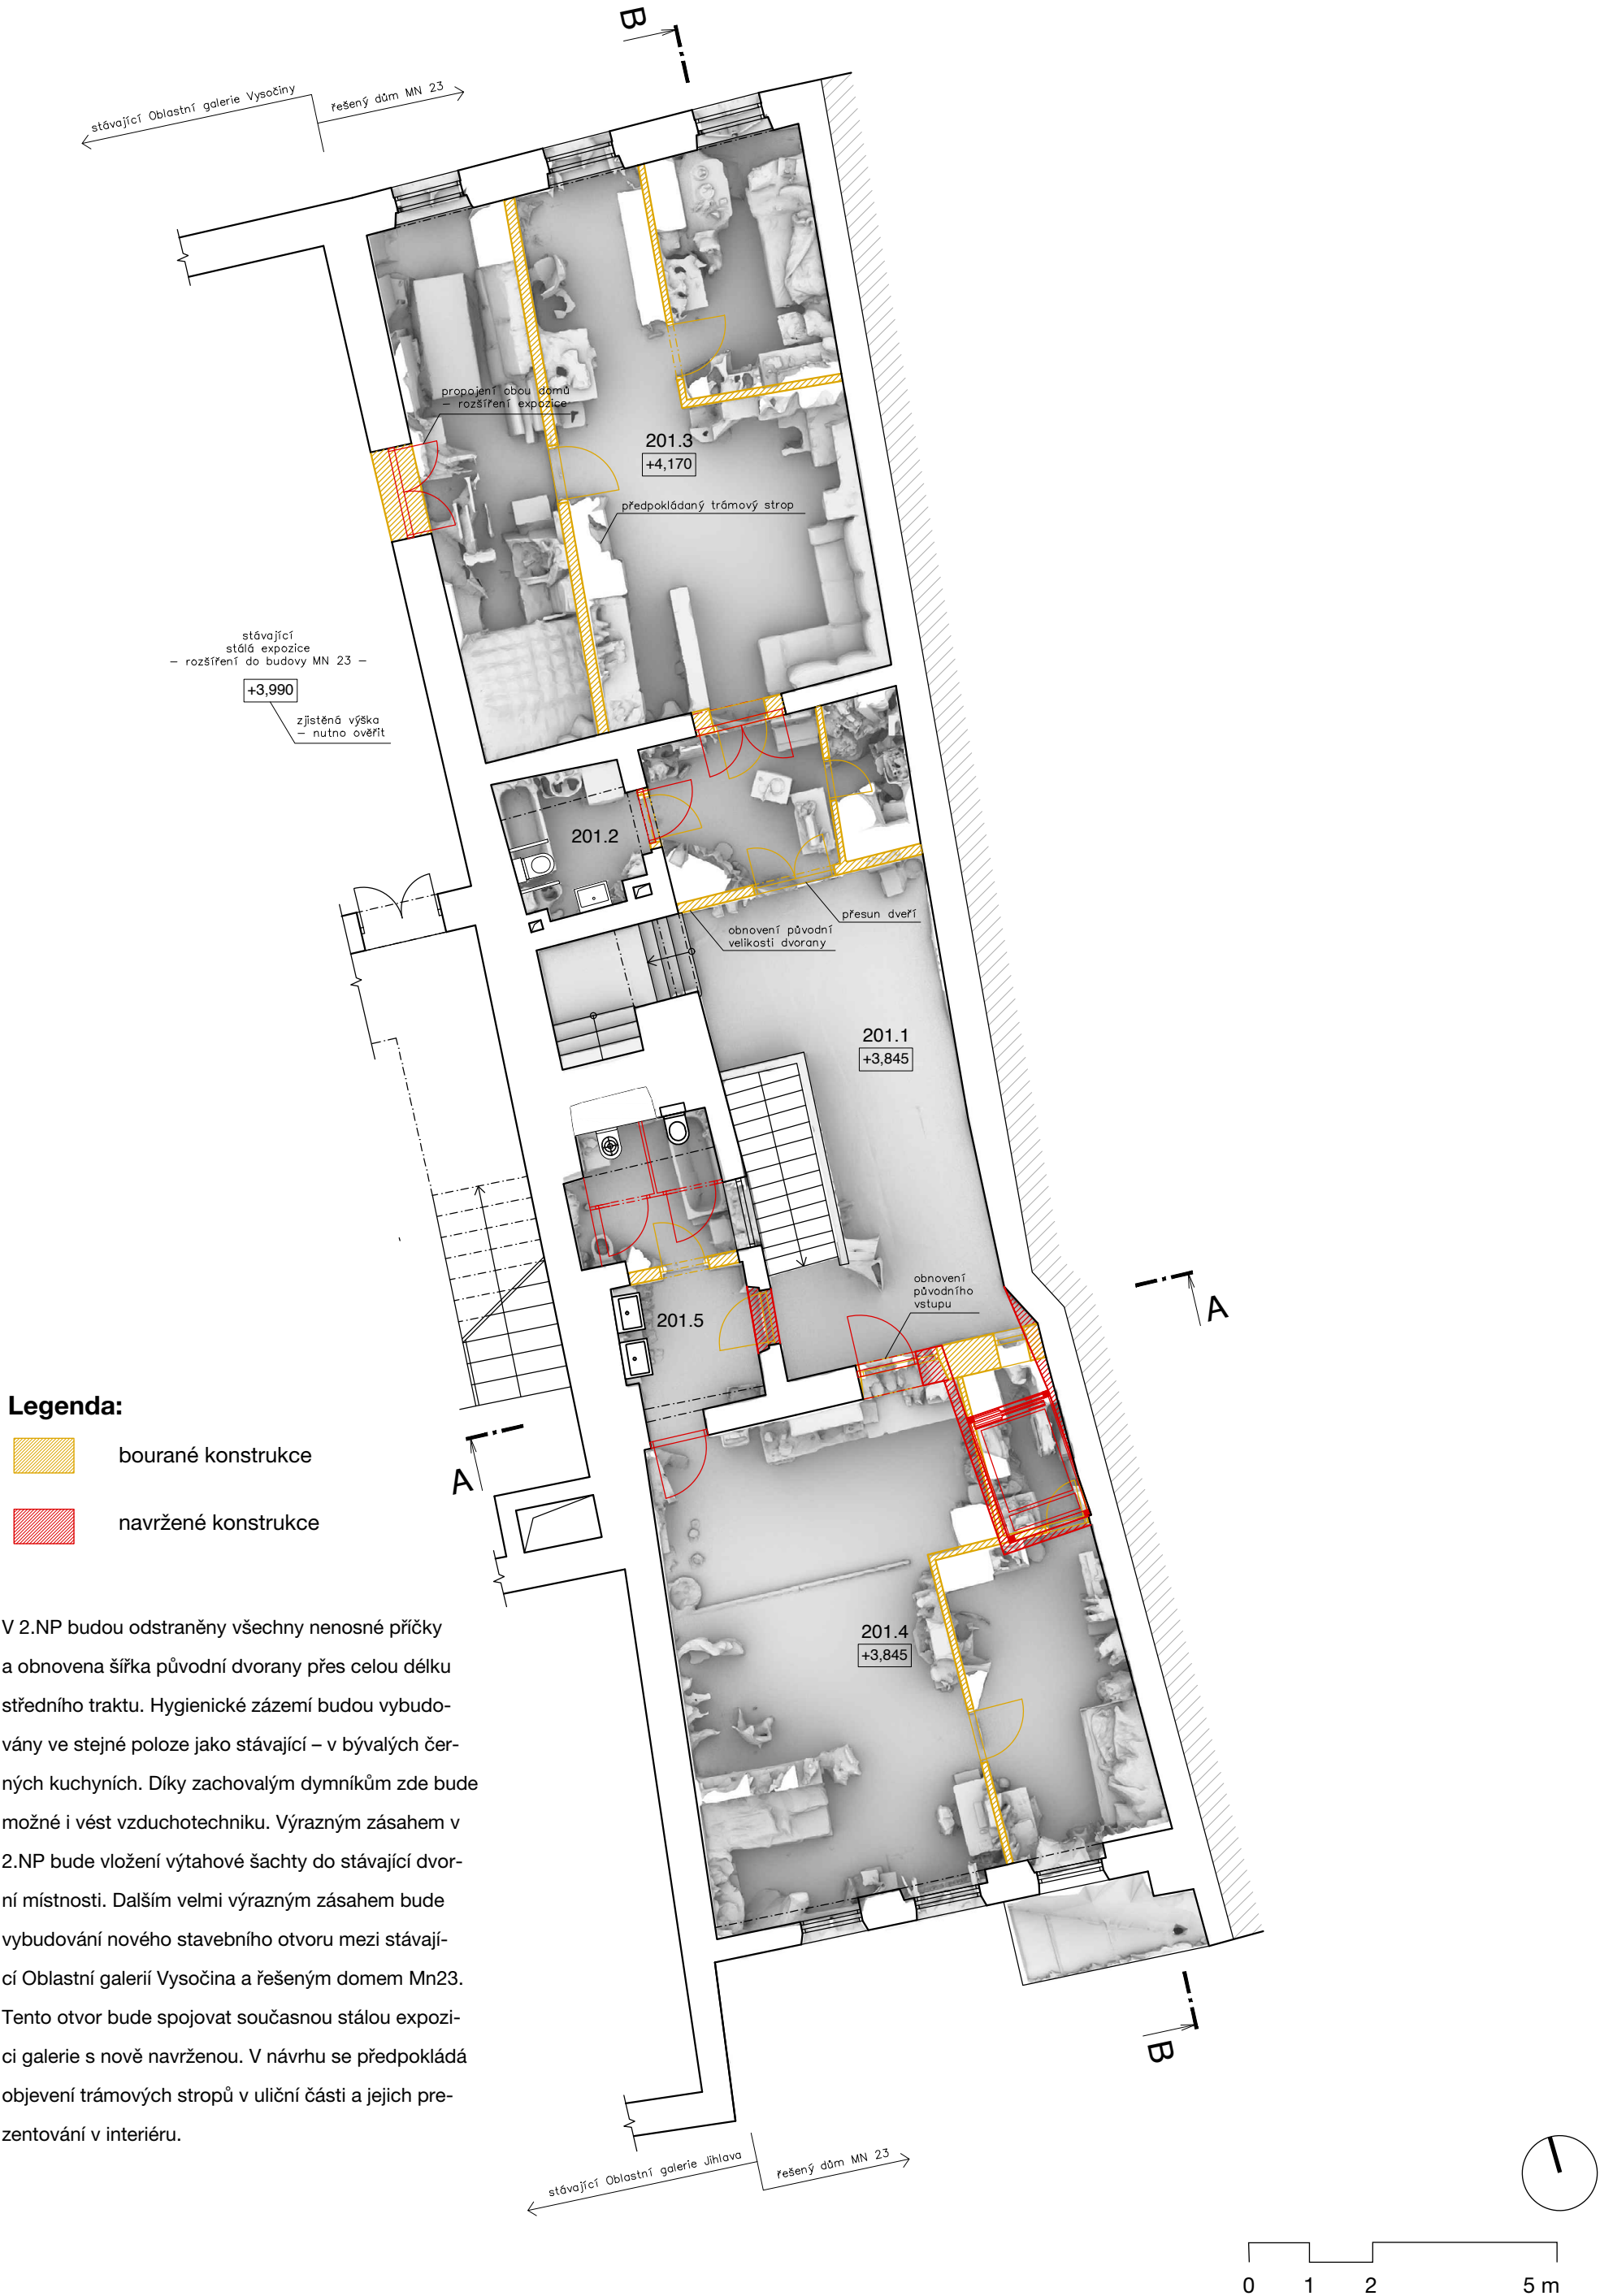 B
stávající Oblastní galerie Vysočiny
řešený dům MN 23
propojení obou domů
– rozšíření expozice
201.3
+4,170
předpokládaný trámový strop
stávající
stálá expozice
– rozšíření do budovy MN 23 –
+3,990
zjistěná výška
– nutno ověřit
201.2
přesun dveří
obnovení původní
velikosti dvorany
201.1
+3,845
obnovení
původního
vstupu
A
201.5
Legenda:
bourané konstrukce
A
navržené konstrukce
201.4
+3,845
V 2.NP budou odstraněny všechny nenosné příčky
a obnovena šířka původní dvorany přes celou délku
středního traktu. Hygienické zázemí budou vybudo-
vány ve stejné poloze jako stávající – v bývalých čer-
ných kuchyních. Díky zachovalým dymníkům zde bude
možné i vést vzduchotechniku. Výrazným zásahem v
2.NP bude vložení výtahové šachty do stávající dvor-
ní místnosti. Dalším velmi výrazným zásahem bude
vybudování nového stavebního otvoru mezi stávají-
cí Oblastní galerií Vysočina a řešeným domem Mn23.
Tento otvor bude spojovat současnou stálou expozi-
ci galerie s nově navrženou. V návrhu se předpokládá
objevení trámových stropů v uliční části a jejich pre-
zentování v interiéru.
B
stávající Oblastní galerie Jihlava
řešený dům MN 23
0 1 2 5 m